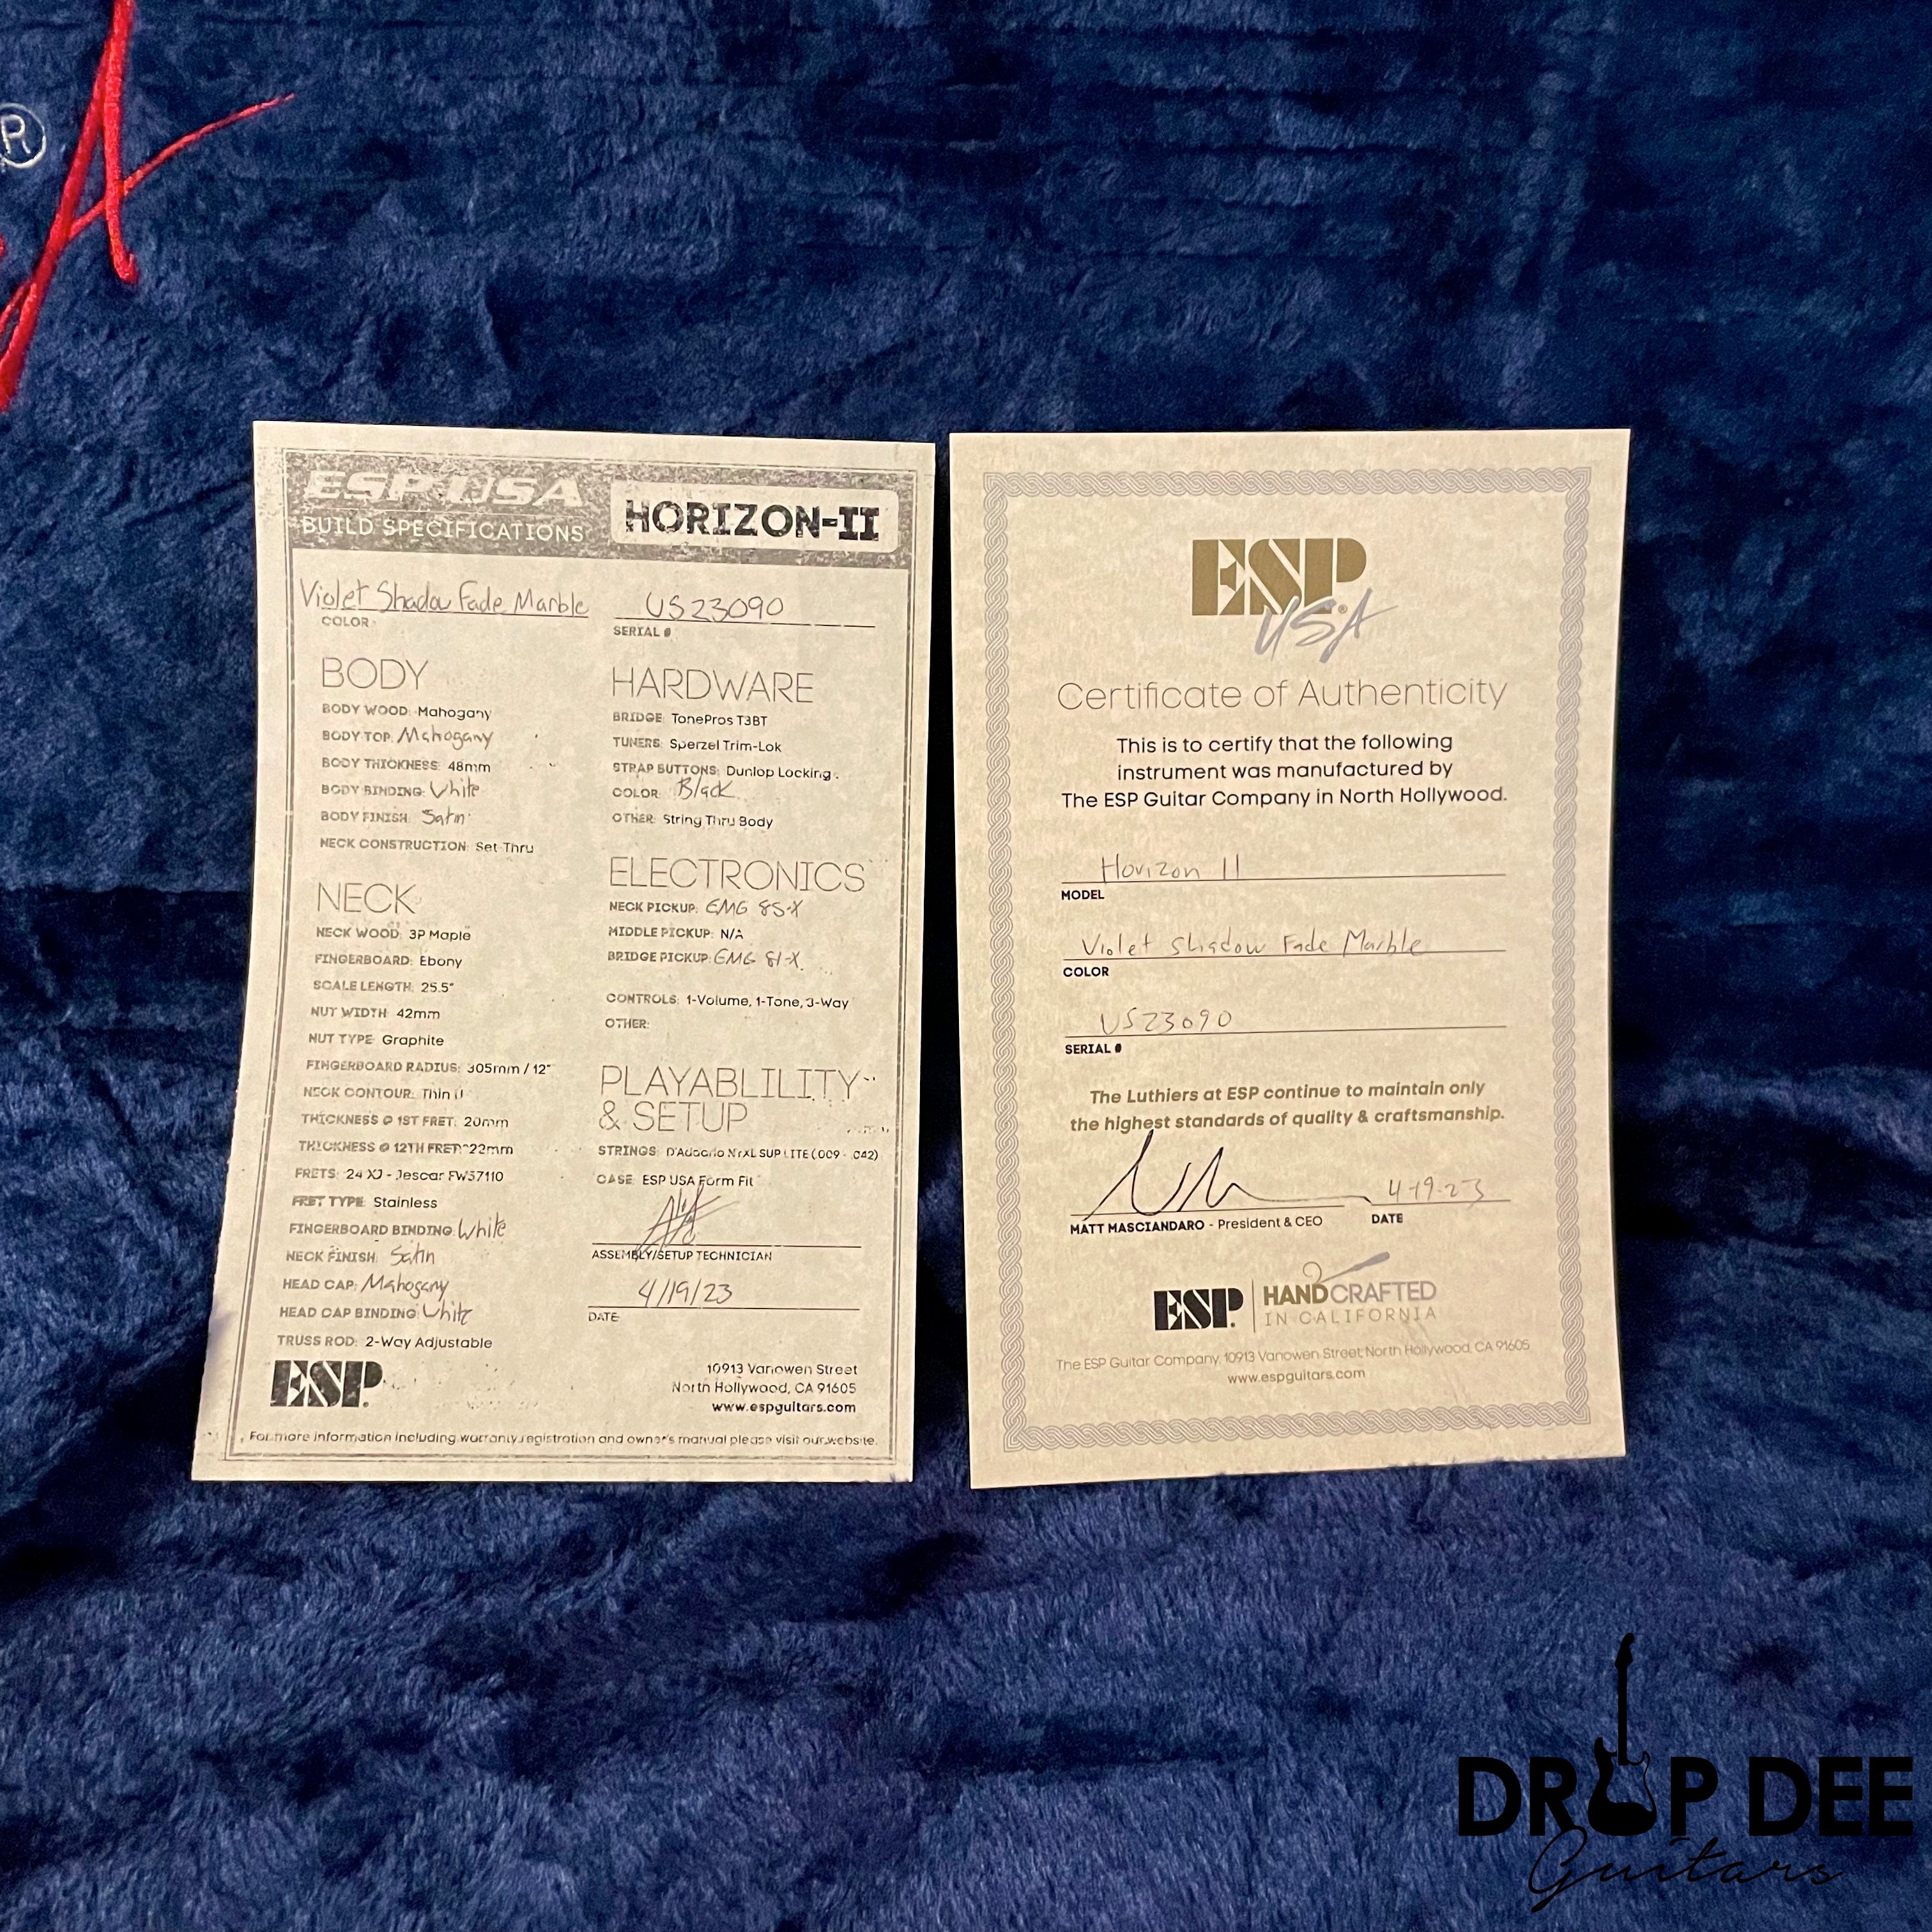 ®
A
ESP USA
BUILD SPECIFICATIONS
HORIZON-II
Violet Shadow Fade Marble
COLOR:
US23090
SERIAL #
BODY
BODY WOOD: Mahogany
BODY TOP: Mahogany
BODY THICKNESS: 48mm
BODY BINDING: White
BODY FINISH: Satin
NECK CONSTRUCTION: Set-Thru
NECK
NECK WOOD: 3P Maple
FINGERBOARD: Ebony
SCALE LENGTH: 25.5"
NUT WIDTH: 42mm
NUT TYPE: Graphite
FINGERBOARD RADIUS: 305mm / 12"
NECK CONTOUR: Thin U
THICKNESS @ 1ST FRET: 20mm
THICKNESS @ 12TH FRET: 22mm
FRETS: 24 XJ - Jescar FW57110
FRET TYPE: Stainless
FINGERBOARD BINDING: White
NECK FINISH: Satin
HEAD CAP: Mahogany
HEAD CAP BINDING: White
TRUSS ROD: 2-Way Adjustable
HARDWARE
BRIDGE: TonePros T3BT
TUNERS: Sperzel Trim-Lok
STRAP BUTTONS: Dunlop Locking
COLOR: Black
OTHER: String Thru Body
ELECTRONICS
NECK PICKUP: EMG 85-X
MIDDLE PICKUP: N/A
BRIDGE PICKUP: EMG 81-X
CONTROLS: 1-Volume, 1-Tone, 3-Way
OTHER:
PLAYABLILITY
& SETUP
STRINGS: D'Addario NYXL SUP LITE (009 - 042)
CASE: ESP USA Form Fit
ASSEMBLY/SETUP TECHNICIAN
4/19/23
DATE:
ESP.
10913 Vanowen Street
North Hollywood, CA 91605
www.espguitars.com
For more information including warranty registration and owner's manual please visit our website.
ESP
USA
Certificate of Authenticity
This is to certify that the following
instrument was manufactured by
The ESP Guitar Company in North Hollywood.
Horizon II
MODEL
Violet Shadow Fade Marble
COLOR
US23090
SERIAL #
The Luthiers at ESP continue to maintain only
the highest standards of quality & craftsmanship.
4-19-23
MATT MASCIANDARO - President & CEO
DATE
ESP.
HANDCRAFTED
IN CALIFORNIA
The ESP Guitar Company, 10913 Vanowen Street, North Hollywood, CA 91605
www.espguitars.com
DROP DEE
Guitars